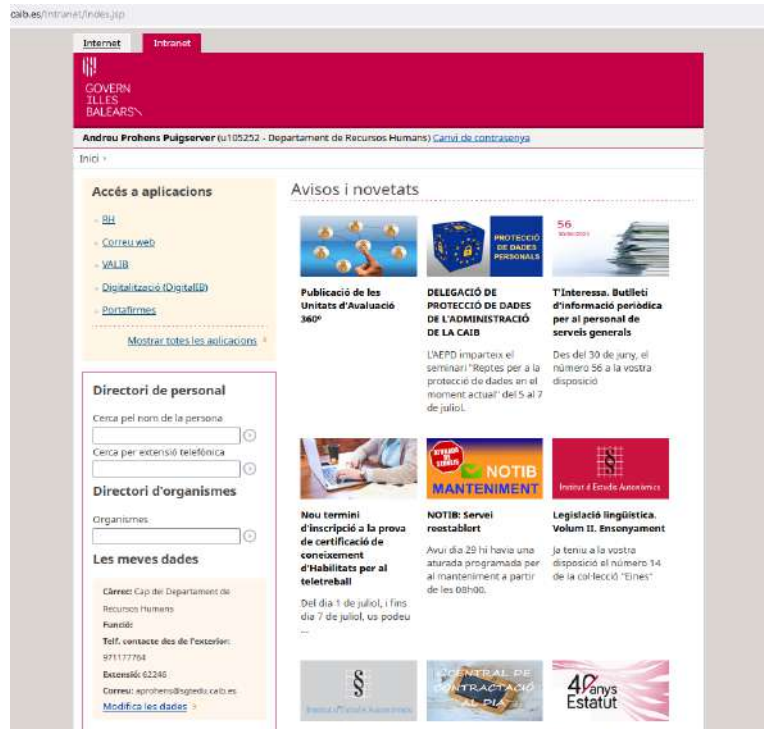 caib.es/intranet/index.jsp
Internet
Intranet
GOVERN
ILLES
BALEARS
Andreu Prohens Puigserver (u105252 - Departament de Recursos Humans) Canvi de contrasenya
Inici ›
Accés a aplicacions
RH
Correu web
VALIB
Digitalització (DigitalIB)
Portafirmes
Mostrar totes les aplicacions
Directori de personal
Cerca pel nom de la persona
Cerca per extensió telefònica
Directori d'organismes
Organismes
Les meves dades
Càrrec: Cap del Departament de
Recursos Humans
Funció:
Telf. contacte des de l'exterior:
971177764
Extensió: 62246
Correu: aprohens@sgtedu.caib.es
Modifica les dades
Avisos i novetats
Publicació de les
Unitats d'Avaluació
360º
PROTECCIÓ
DE DADES
PERSONALS
DELEGACIÓ DE
PROTECCIÓ DE DADES
DE L'ADMINISTRACIÓ
DE LA CAIB
L'AEPD imparteix el
seminari "Reptes per a la
protecció de dades en el
moment actual" del 5 al 7
de juliol.
56
T'Interessa. Butlletí
d'informació periòdica
per al personal de
serveis generals
Des del 30 de juny, el
número 56 a la vostra
disposició
Nou termini
d'inscripció a la prova
de certificació de
coneixement
d'Habilitats per al
teletreball
Del dia 1 de juliol, i fins
dia 7 de juliol, us podeu
...
NOTIB
MANTENIMENT
NOTIB: Servei
reestablert
Avui dia 29 hi havia una
aturada programada per
al manteniment a partir
de les 08h00.
Institut d'Estudis Autonòmics
Legislació lingüística.
Volum II. Ensenyament
Ja teniu a la vostra
disposició el número 14
de la col·lecció "Eines"
Institut d'Estudis Autonòmics
CENTRAL DE
CONTRACTACIÓ
AL DIA
40 anys
Estatut